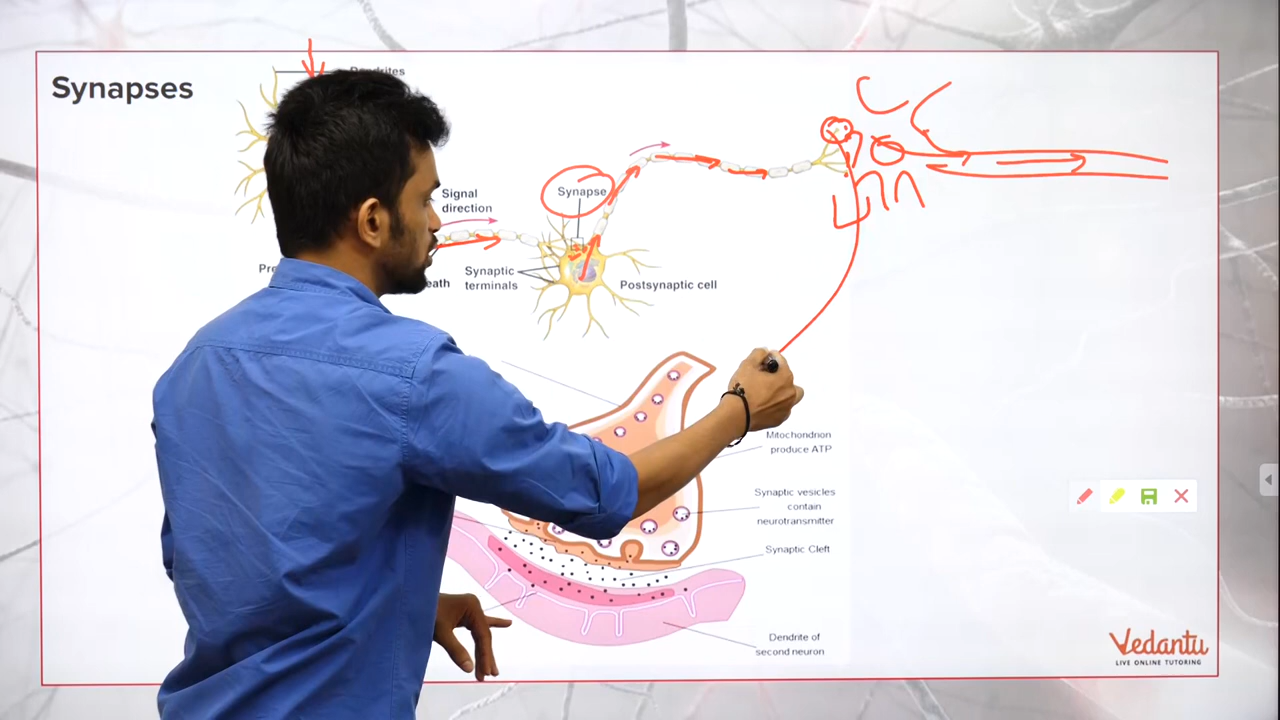 Synapses
Signal
direction
Synapse
Synaptic
terminals
Postsynaptic cell
Mitochondrion
produce ATP
Synaptic vesicles
contain
neurotransmitter
Synaptic Cleft
Dendrite of
second neuron
Vedantu
LIVE ONLINE TUTORING